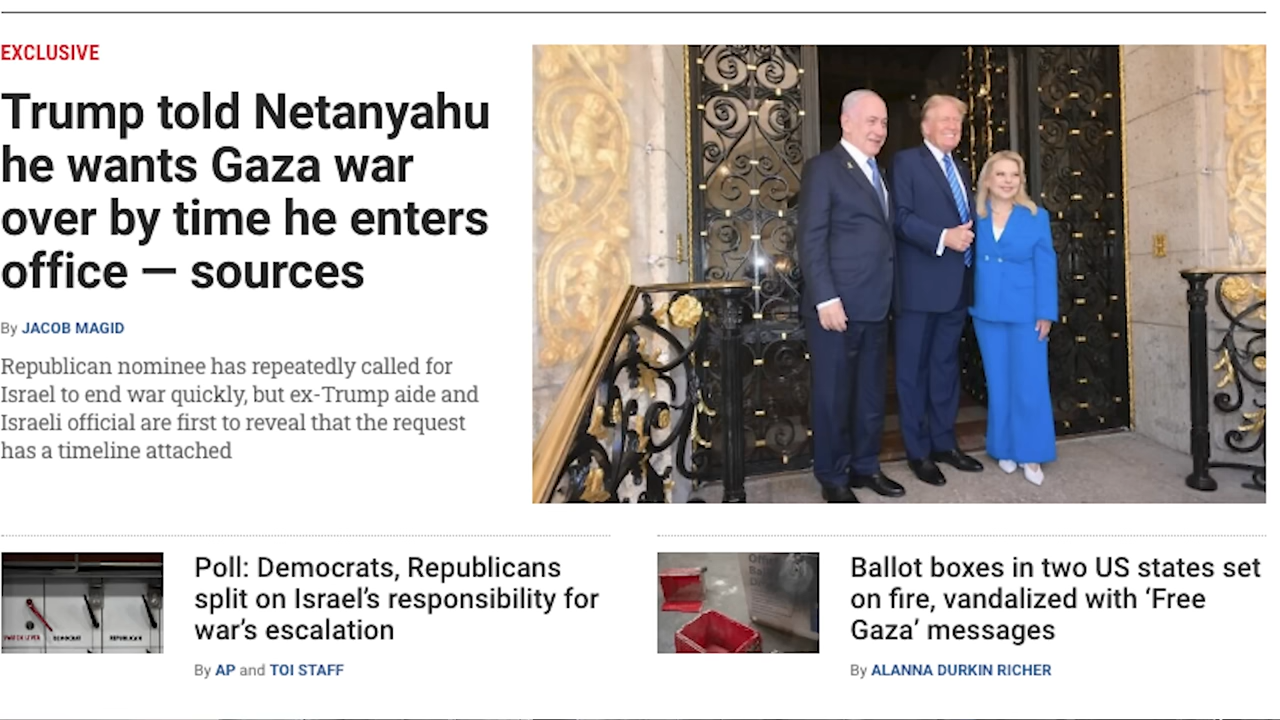 EXCLUSIVE
Trump told Netanyahu
he wants Gaza war
over by time he enters
office — sources
By JACOB MAGID
Republican nominee has repeatedly called for
Israel to end war quickly, but ex-Trump aide and
Israeli official are first to reveal that the request
has a timeline attached
Poll: Democrats, Republicans
split on Israel’s responsibility for
war’s escalation
By AP and TOI STAFF
DEMOCRAT
REPUBLICAN
Ballot boxes in two US states set
on fire, vandalized with ‘Free
Gaza’ messages
By ALANNA DURKIN RICHER